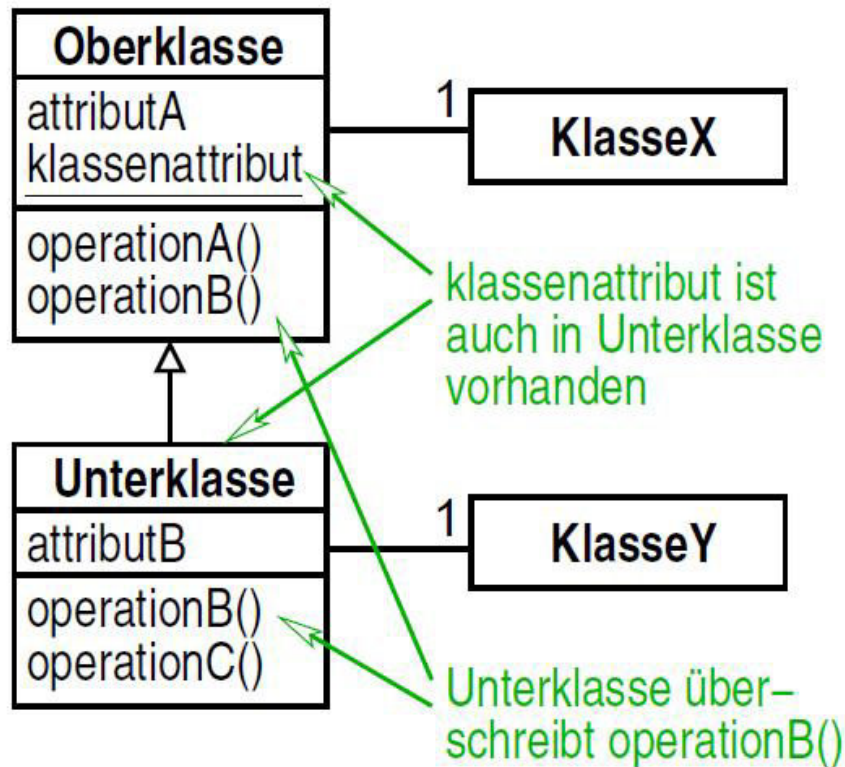 Oberklasse
attributA
klassenattribut
operationA()
operationB()
1
KlasseX
klassenattribut ist
auch in Unterklasse
vorhanden
Unterklasse
attributB
operationB()
operationC()
1
KlasseY
Unterklasse über–
schreibt operationB()